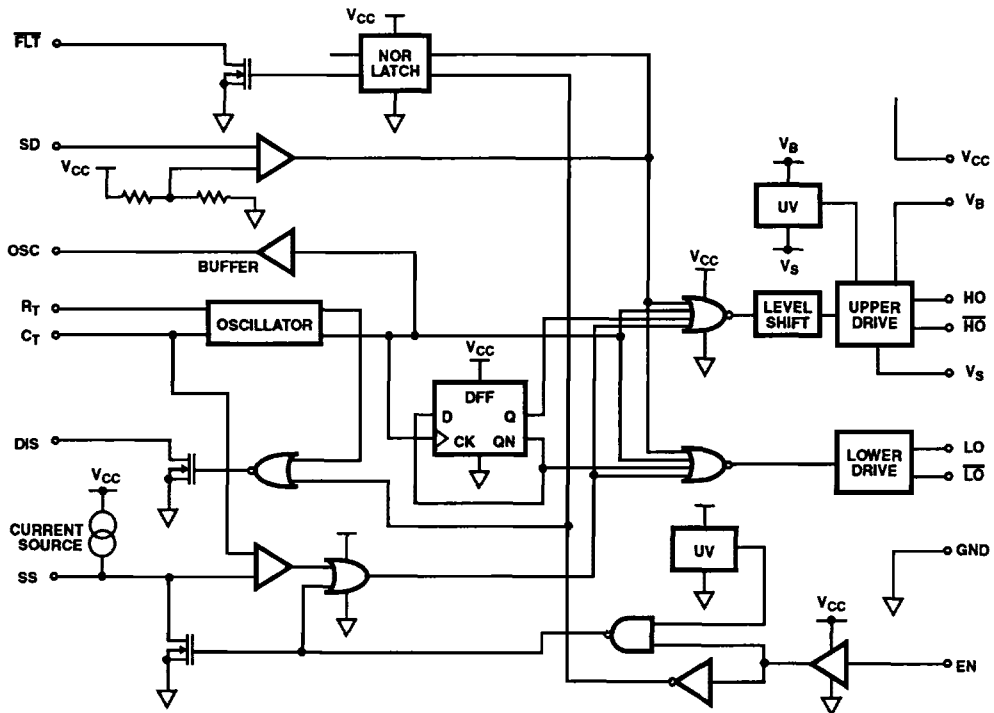 VCC
FLT
NOR
LATCH
SD
VCC
VB
VCC
UV
VB
OSC
BUFFER
VS
VCC
RT
OSCILLATOR
LEVEL
SHIFT
UPPER
DRIVE
HO
HO
CT
VCC
DFF
D
Q
CK
QN
VS
DIS
LOWER
DRIVE
LO
LO
VCC
CURRENT
SOURCE
UV
GND
SS
VCC
EN